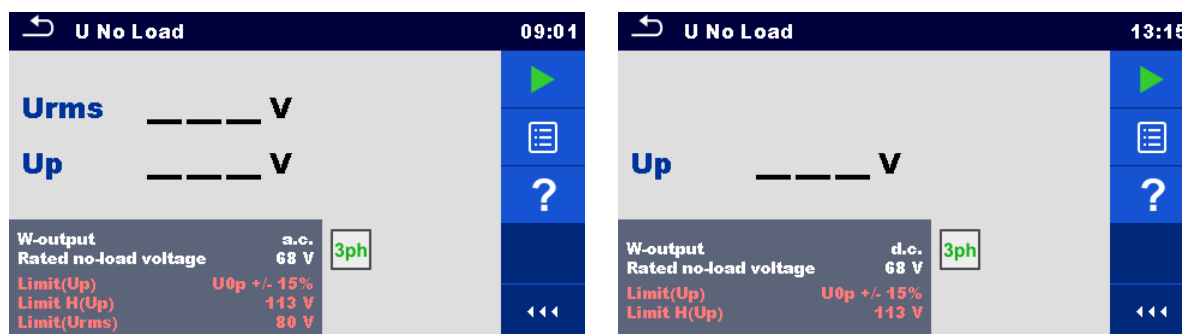 U No Load 09:01
Urms ___ V
Up ___ V
W-output a.c.
Rated no-load voltage 68 V
Limit(Up) U0p +/- 15%
Limit H(Up) 113 V
Limit(Urms) 80 V
3ph
?
U No Load 13:15
Up ___ V
W-output d.c.
Rated no-load voltage 68 V
Limit(Up) U0p +/- 15%
Limit H(Up) 113 V
3ph
?